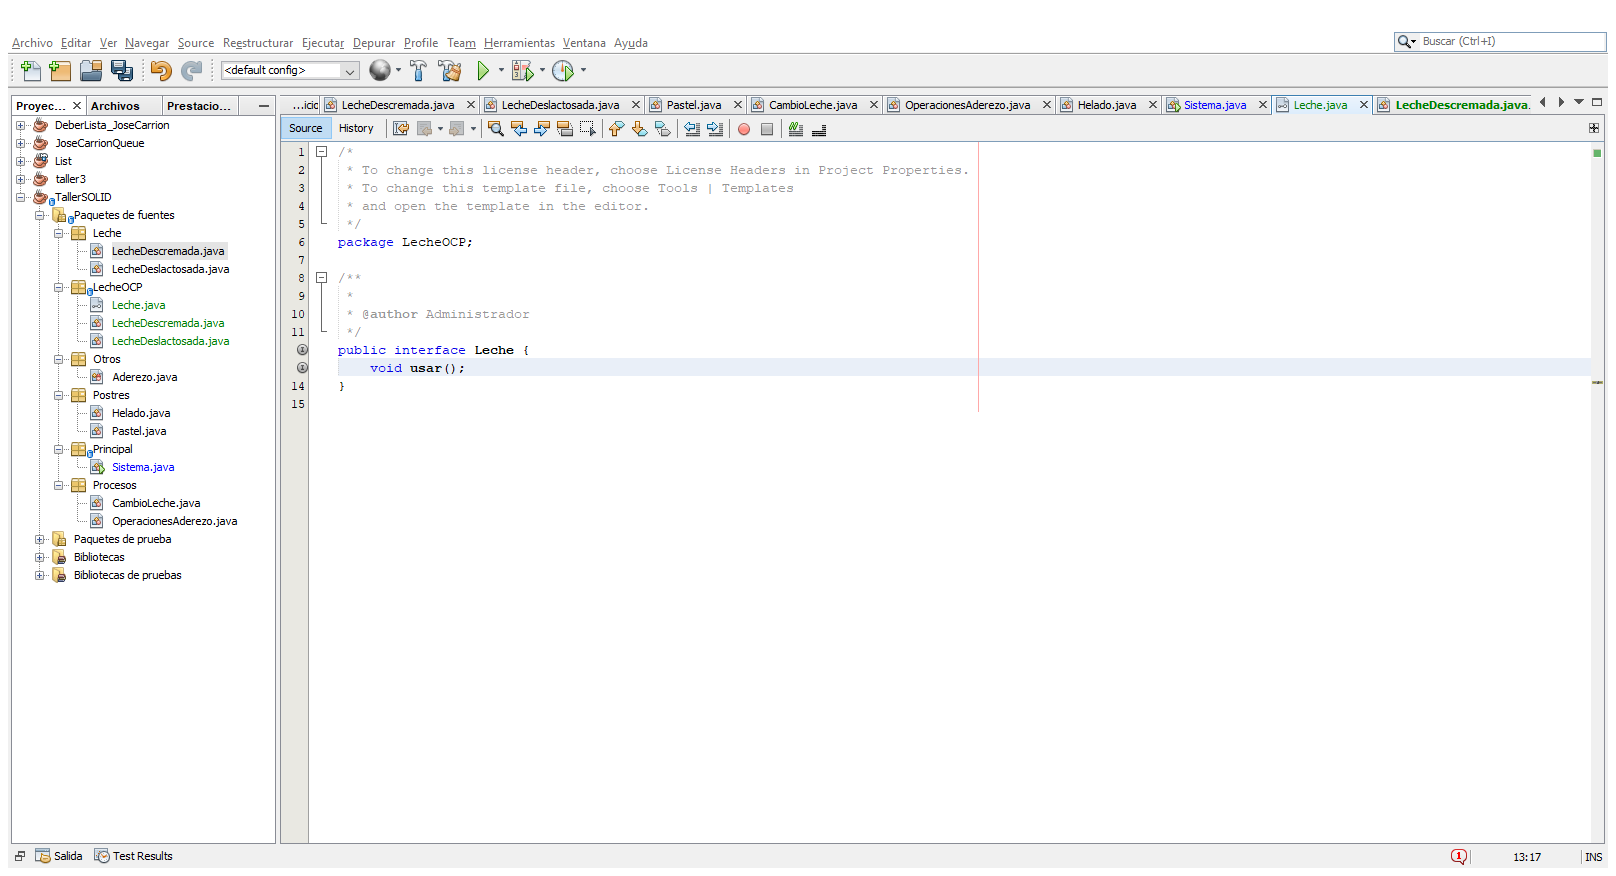 Archivo Editar Ver Navegar Source Reestructurar Ejecutar Depurar Profile Team Herramientas Ventana Ayuda
Buscar (Ctrl+I)
<default config>
Proyec... Archivos Prestacio...
...icic LecheDescremada.java LecheDeslactosada.java Pastel.java CambioLeche.java OperacionesAderezo.java Helado.java Sistema.java Leche.java LecheDescremada.java
Source History
DeberLista_JoseCarrion
JoseCarrionQueue
List
taller3
TallerSOLID
Paquetes de fuentes
Leche
LecheDescremada.java
LecheDeslactosada.java
LecheOCP
Leche.java
LecheDescremada.java
LecheDeslactosada.java
Otros
Aderezo.java
Postres
Helado.java
Pastel.java
Principal
Sistema.java
Procesos
CambioLeche.java
OperacionesAderezo.java
Paquetes de prueba
Bibliotecas
Bibliotecas de pruebas
1 /*
2 * To change this license header, choose License Headers in Project Properties.
3 * To change this template file, choose Tools | Templates
4 * and open the template in the editor.
5 */
6 package LecheOCP;
7
8 /**
9 *
10 * @author Administrador
11 */
public interface Leche {
void usar();
14 }
15
Salida Test Results
1 13:17 INS